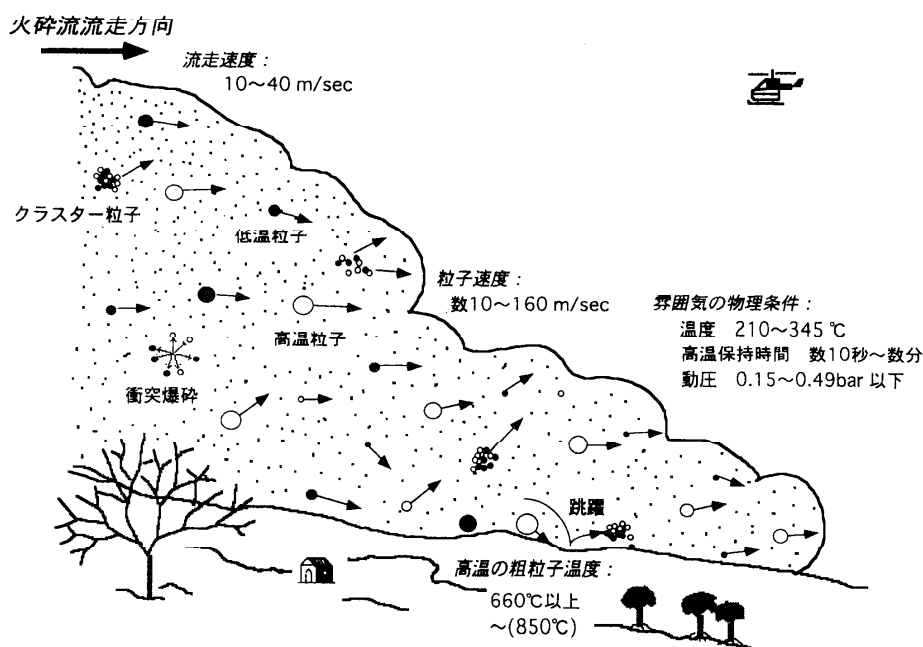 火砕流流走方向
流走速度：
10～40 m/sec
クラスター粒子
低温粒子
粒子速度：
数10～160 m/sec
高温粒子
衝突爆砕
雰囲気の物理条件：
温度 210～345 ℃
高温保持時間 数10秒～数分
動圧 0.15～0.49bar 以下
跳躍
高温の粗粒子温度：
660℃以上
～(850℃)